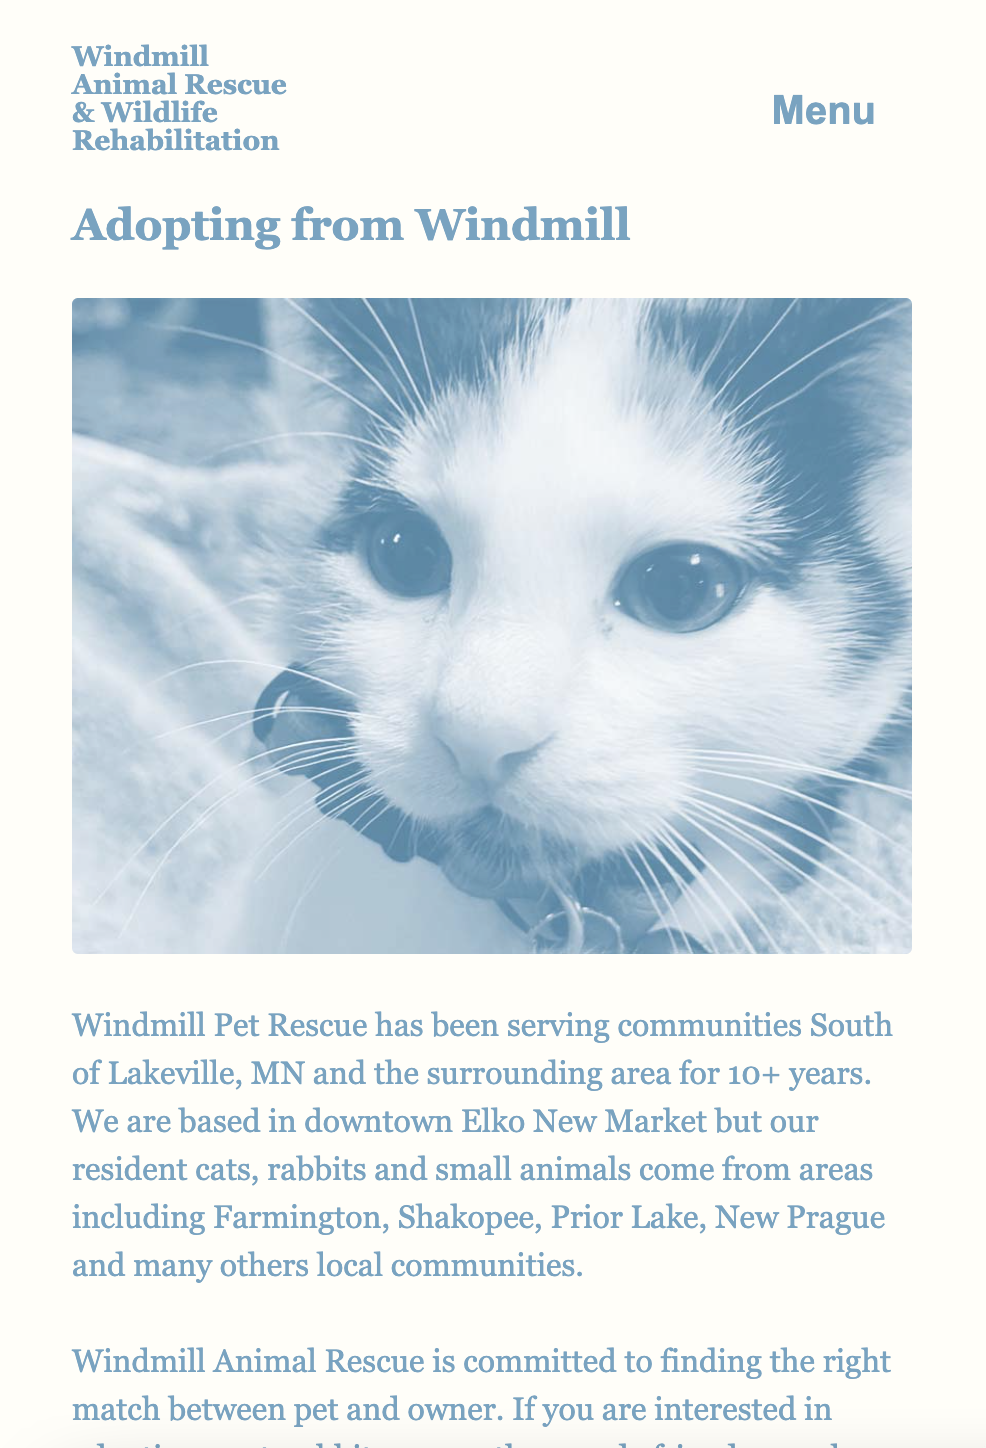 Windmill
Animal Rescue
& Wildlife
Rehabilitation
Menu
Adopting from Windmill
Windmill Pet Rescue has been serving communities South
of Lakeville, MN and the surrounding area for 10+ years.
We are based in downtown Elko New Market but our
resident cats, rabbits and small animals come from areas
including Farmington, Shakopee, Prior Lake, New Prague
and many others local communities.
Windmill Animal Rescue is committed to finding the right
match between pet and owner. If you are interested in